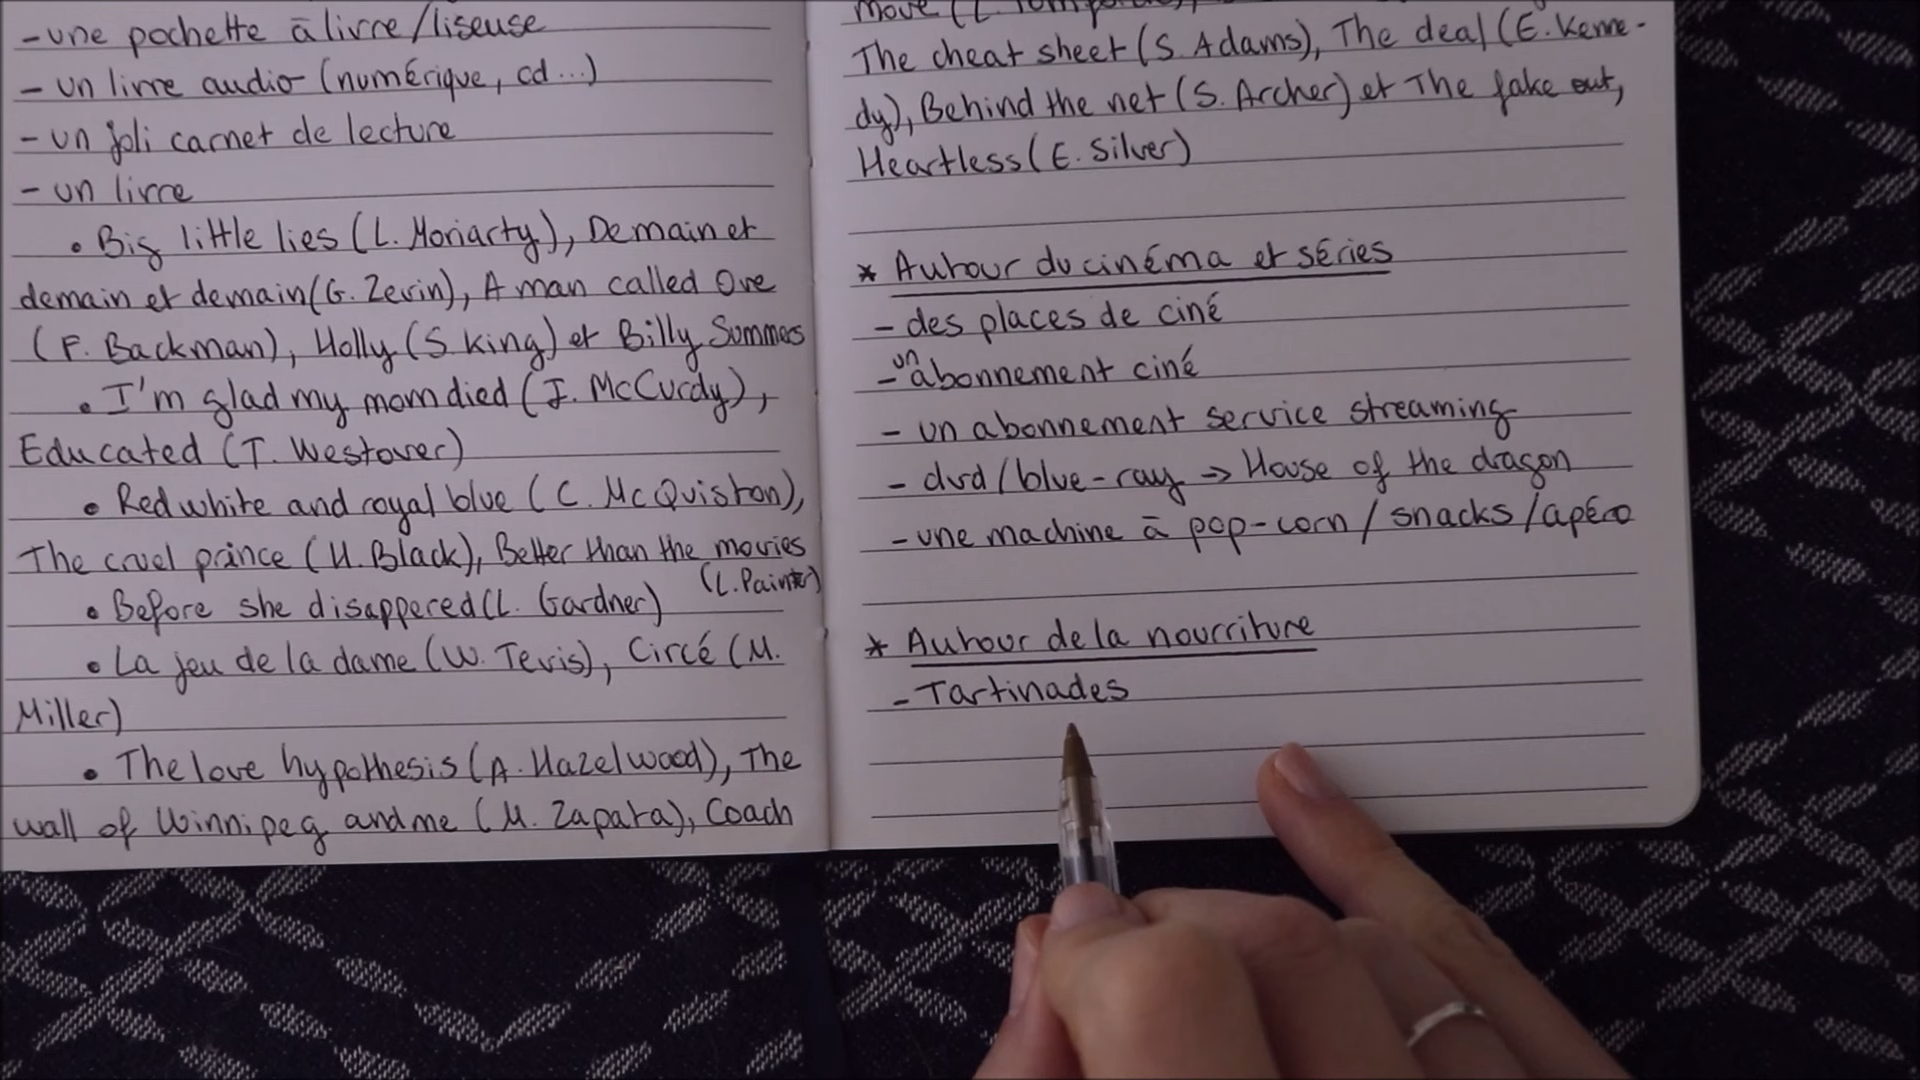 - une pochette à livre/liseuse
- un livre audio (numérique, cd...)
- un joli carnet de lecture
- un livre
• Big little lies (L. Moriarty), Demain et
demain et demain (G. Zevin), A man called Ove
(F. Backman), Holly (S. King) et Billy Summers
• I'm glad my mom died (J. McCurdy),
Educated (T. Westover)
• Red white and royal blue (C. McQuiston),
The cruel prince (H. Black), Better than the movies
(L. Painter)
• Before she disappered (L. Gardner)
• La jeu de la dame (W. Tevis), Circé (M.
Miller)
• The love hypothesis (A. Hazelwood), The
wall of Winnipeg and me (M. Zapata), Coach
move (L.
The cheat sheet (S. Adams), The deal (E. Kenne-
dy), Behind the net (S. Archer) et The fake out,
Heartless (E. Silver)
* Autour du cinéma et séries
- des places de ciné
- un abonnement ciné
- un abonnement service streaming
- dvd/blue-ray → House of the dragon
- une machine à pop-corn / snacks / apéro
* Autour de la nourriture
- Tartinades